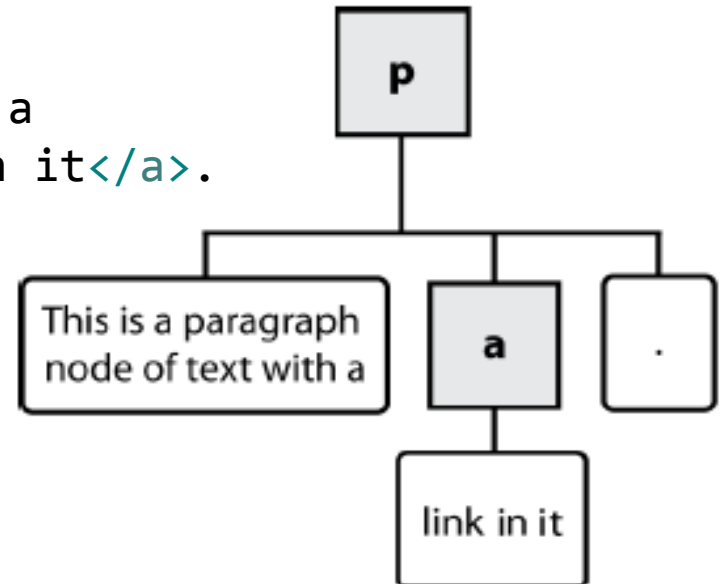 p
a
it</a>.
This is a paragraph
node of text with a
a
.
link in it